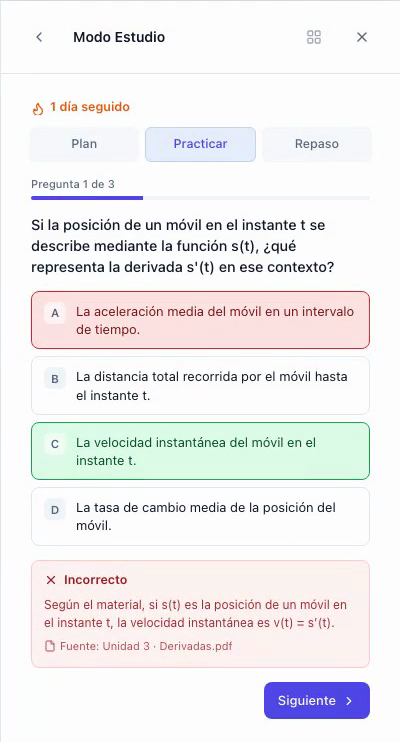 Modo Estudio
1 día seguido
Plan
Practicar
Repaso
Pregunta 1 de 3
Si la posición de un móvil en el instante t se
describe mediante la función s(t), ¿qué
representa la derivada s'(t) en ese contexto?
A
La aceleración media del móvil en un intervalo
de tiempo.
B
La distancia total recorrida por el móvil hasta
el instante t.
C
La velocidad instantánea del móvil en el
instante t.
D
La tasa de cambio media de la posición del
móvil.
Incorrecto
Según el material, si s(t) es la posición de un móvil en
el instante t, la velocidad instantánea es v(t) = s'(t).
Fuente: Unidad 3 · Derivadas.pdf
Siguiente